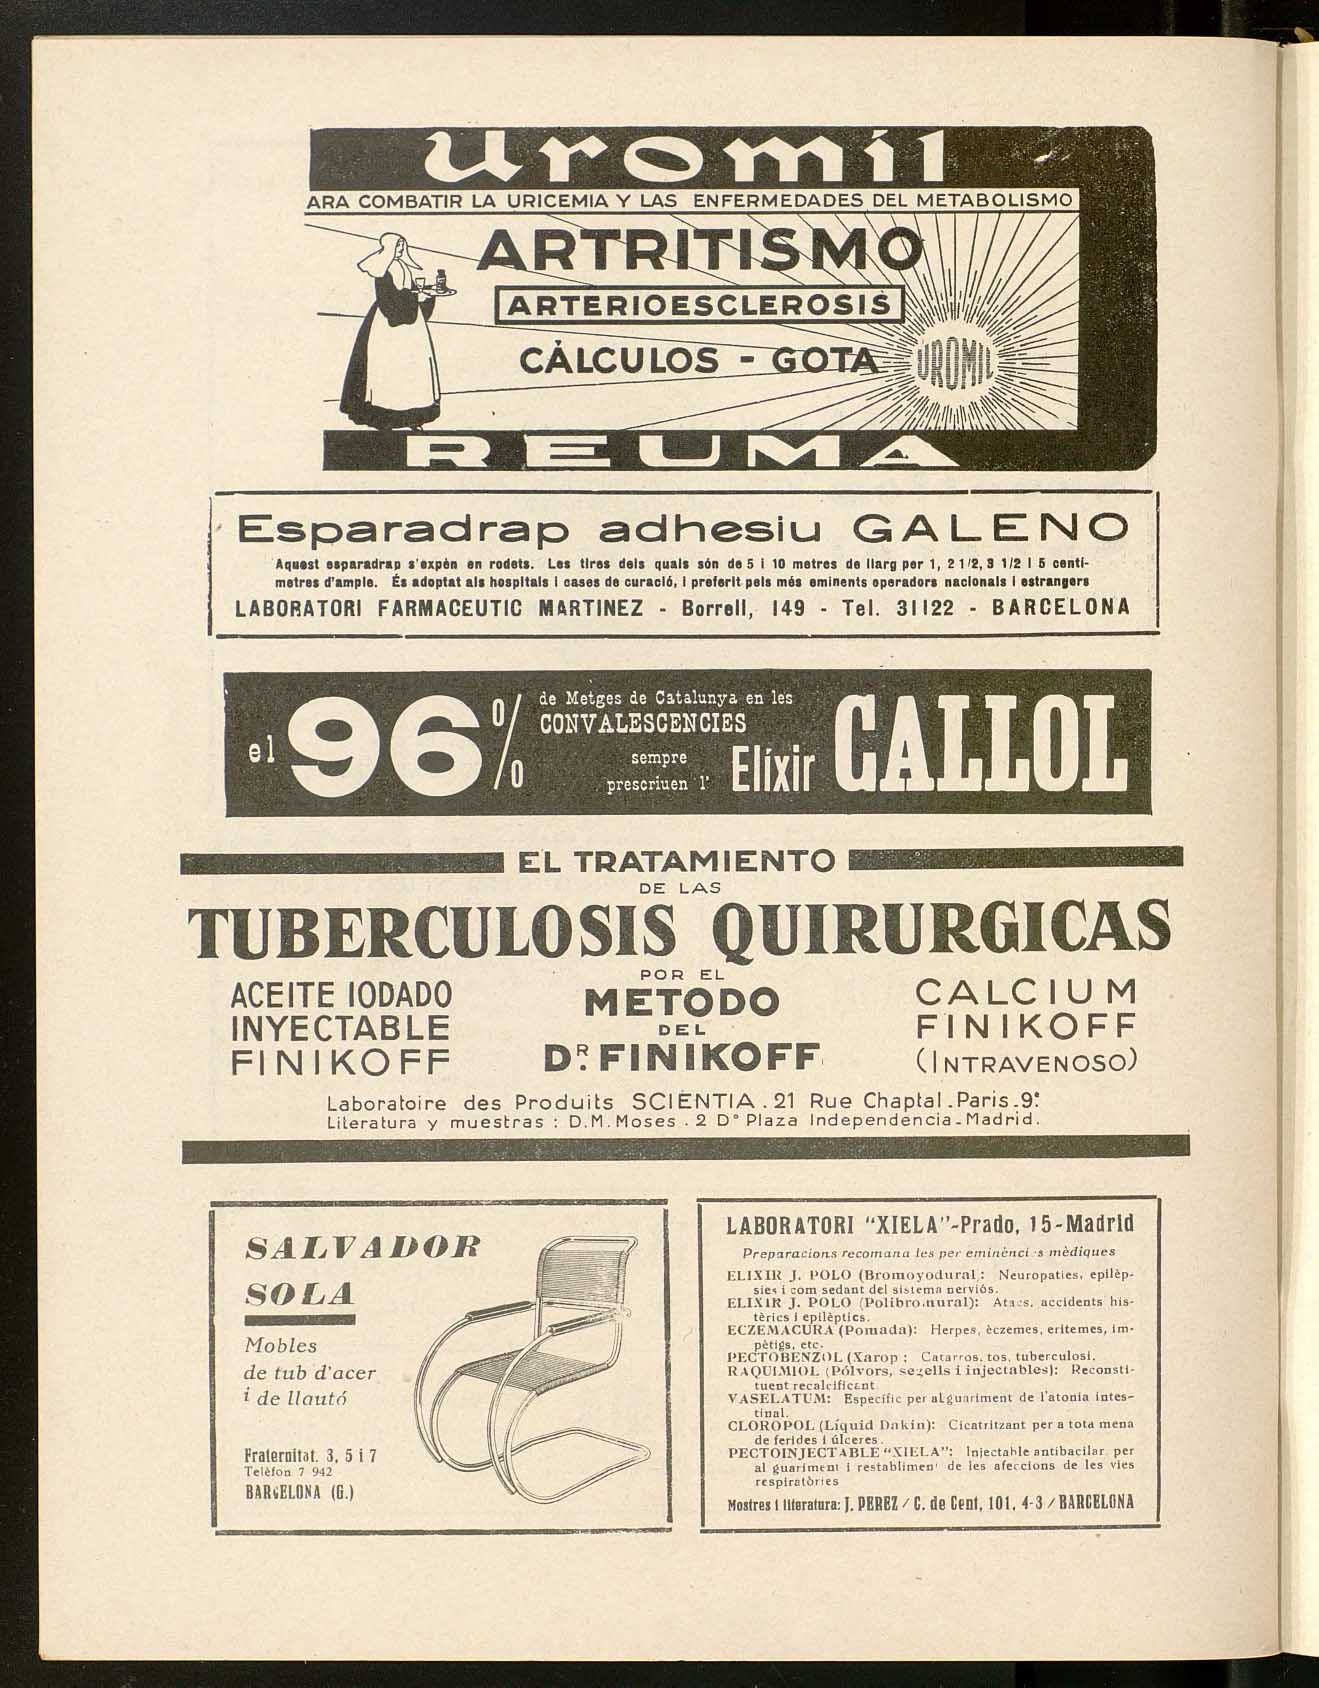 Uromil
ARA COMBATIR LA URICEMIA Y LAS ENFERMEDADES DEL METABOLISMO
ARTRITISMO
ARTERIOESCLEROSIS
CÁLCULOS - GOTA
UROMIL
REUMA
Esparadrap adhesiu GALENO
Aquest esparadrap s'expèn en rodets. Les tires dels quals són de 5 i 10 metres de llarg per 1, 2 1/2, 3 1/2 i 5 centí-
metres d'ample. És adoptat als hospitals i cases de curació, i preferit pels més eminents operadors nacionals i estrangers
LABORATORI FARMACEUTIC MARTINEZ - Borrell, 149 - Tel. 31122 - BARCELONA
el 96%
de Metges de Catalunya en les
CONVALESCENCIES
sempre
prescriuen l' Elíxir CALLOL
EL TRATAMIENTO
DE LAS
TUBERCULOSIS QUIRURGICAS
POR EL
METODO
DEL
DR. FINIKOFF
ACEITE IODADO
INYECTABLE
FINIKOFF
CALCIUM
FINIKOFF
(INTRAVENOSO)
Laboratoire des Produits SCIÈNTIA . 21 Rue Chaptal . Paris . 9e
Literatura y muestras : D.M. Moses . 2 Dº Plaza Independencia - Madrid.
SALVADOR
SOLA
Mobles
de tub d'acer
i de llautó
Fraternitat, 3, 5 i 7
Telèfon 7 942
BARCELONA (G.)
LABORATORI "XIELA"-Prado, 15-Madrid
Preparacions recomana les per eminènci s mèdiques
ELIXIR J. POLO (Bromoyodural): Neuropaties, epilèp-
sies i com sedant del sistema nerviós.
ELIXIR J. POLO (Polibromural): Atacs, accidents his-
tèrics i epilèptics.
ECZEMACURA (Pomada): Herpes, èczemes, eritemes, im-
pètigs, etc.
PECTOBENZOL (Xarop : Catarros, tos, tuberculosi.
RAQUIMIOL (Pólvors, segells i injectables): Reconsti-
tuent recalcificant
VASELATUM: Específic per al guariment de l'atonia intes-
tinal.
CLOROPOL (Líquid Dakin): Cicatritzant per a tota mena
de ferides i úlceres.
PECTOINJECTABLE "XIELA": Injectable antibacilar per
al guariment i restabliment de les afeccions de les vies
respiratòries
Mostres i literatura: J. PEREZ / C. de Cent, 101, 4-3 / BARCELONA